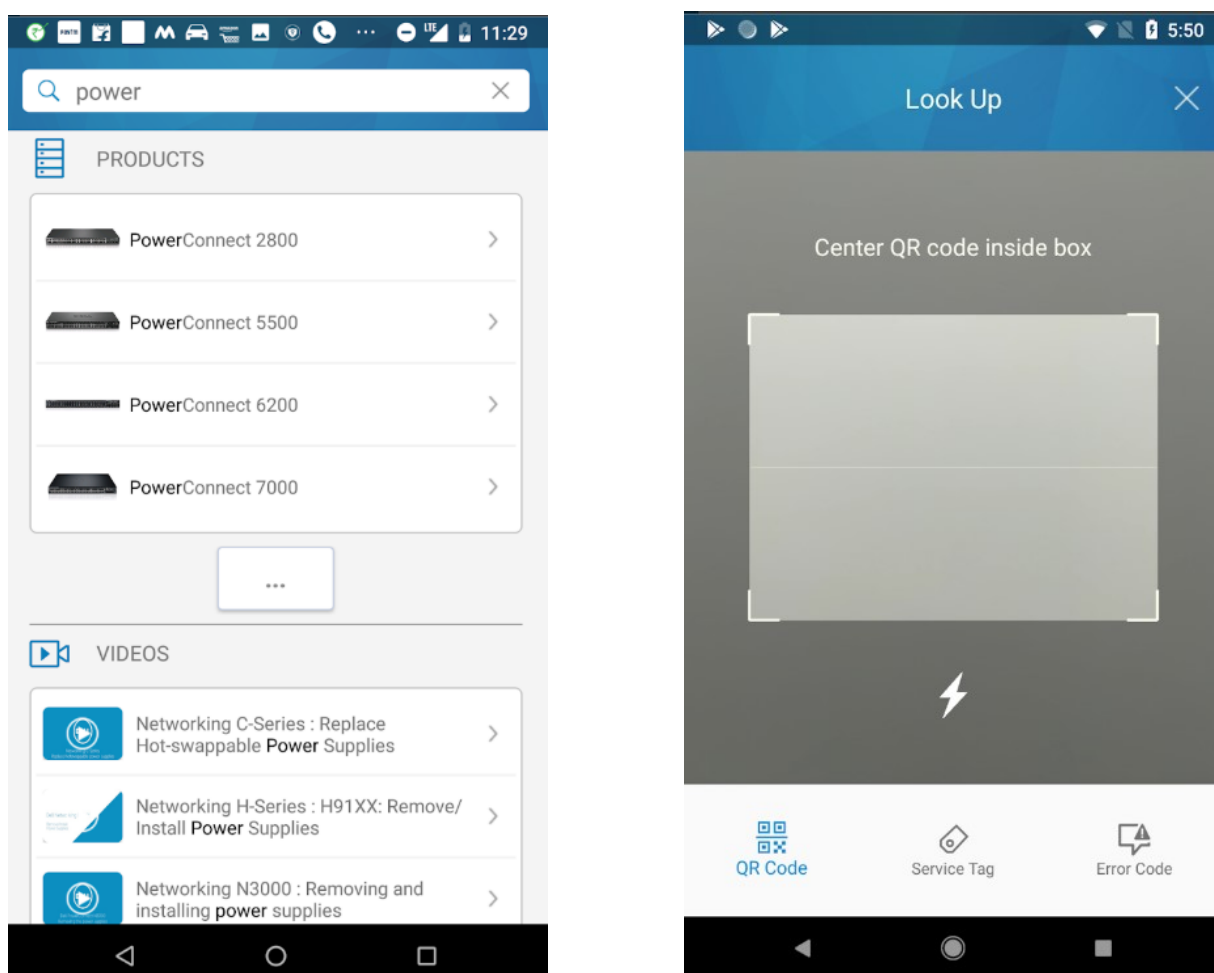 LTE
11:29
power
PRODUCTS
PowerConnect 2800
PowerConnect 5500
PowerConnect 6200
PowerConnect 7000
...
VIDEOS
Networking C-Series : Replace
Hot-swappable Power Supplies
Networking H-Series : H91XX: Remove/
Install Power Supplies
Networking N3000 : Removing and
installing power supplies
5:50
Look Up
Center QR code inside box
QR Code
Service Tag
Error Code